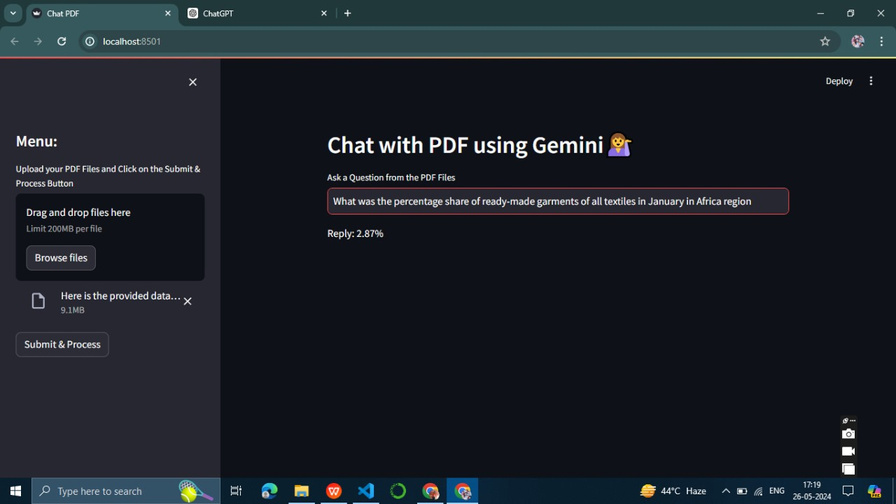 Chat PDF
ChatGPT
localhost:8501
Deploy
Menu:
Upload your PDF Files and Click on the Submit &
Process Button
Drag and drop files here
Limit 200MB per file
Browse files
Here is the provided data...
9.1MB
Submit & Process
Chat with PDF using Gemini
Ask a Question from the PDF Files
What was the percentage share of ready-made garments of all textiles in January in Africa region
Reply: 2.87%
Type here to search
44°C Haze
ENG
17:19
26-05-2024